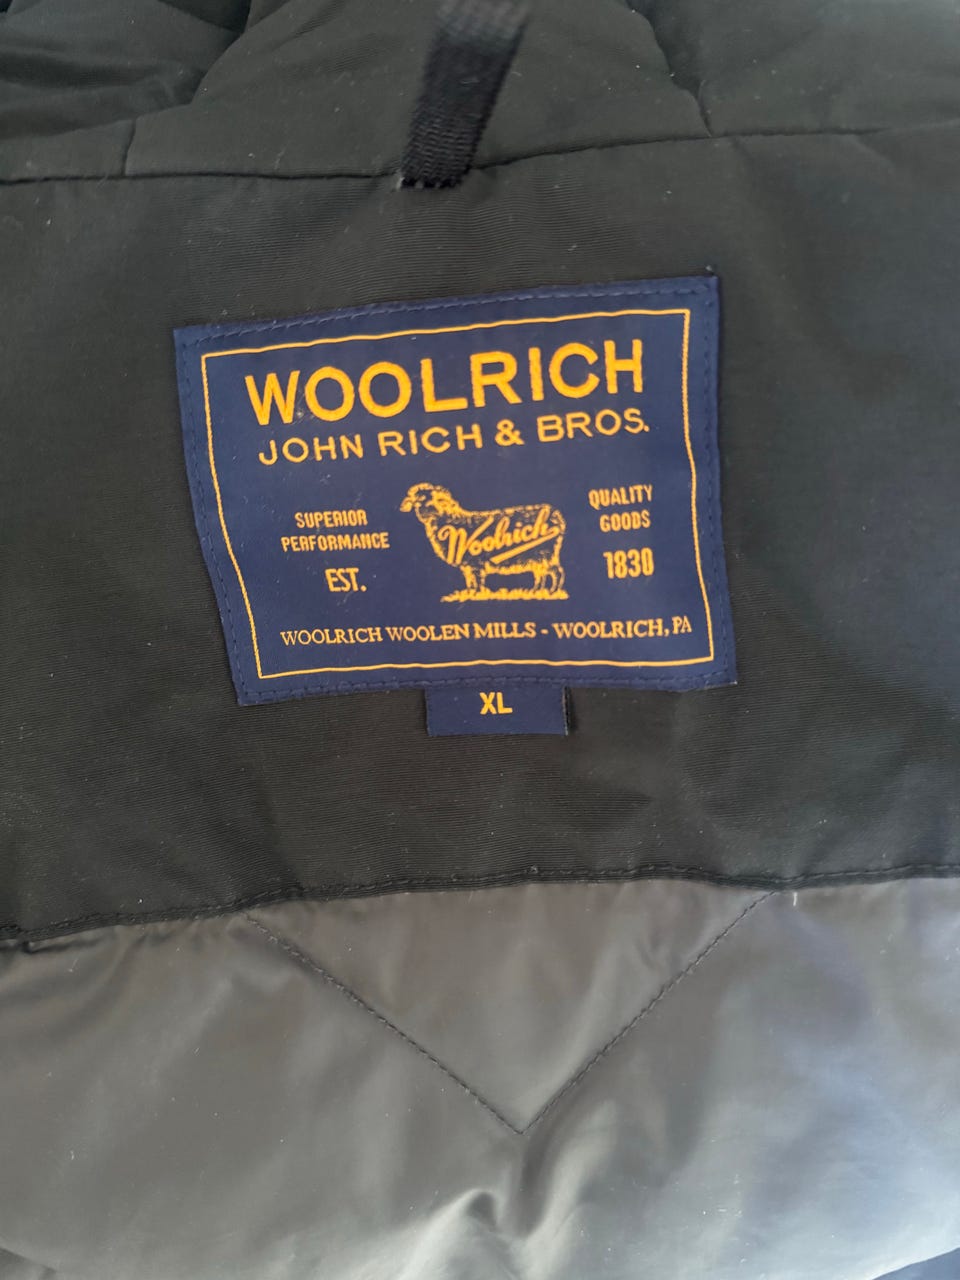 WOOLRICH
JOHN RICH & BROS.
SUPERIOR
PERFORMANCE
EST.
Woolrich
QUALITY
GOODS
1830
WOOLRICH WOOLEN MILLS - WOOLRICH, PA
XL